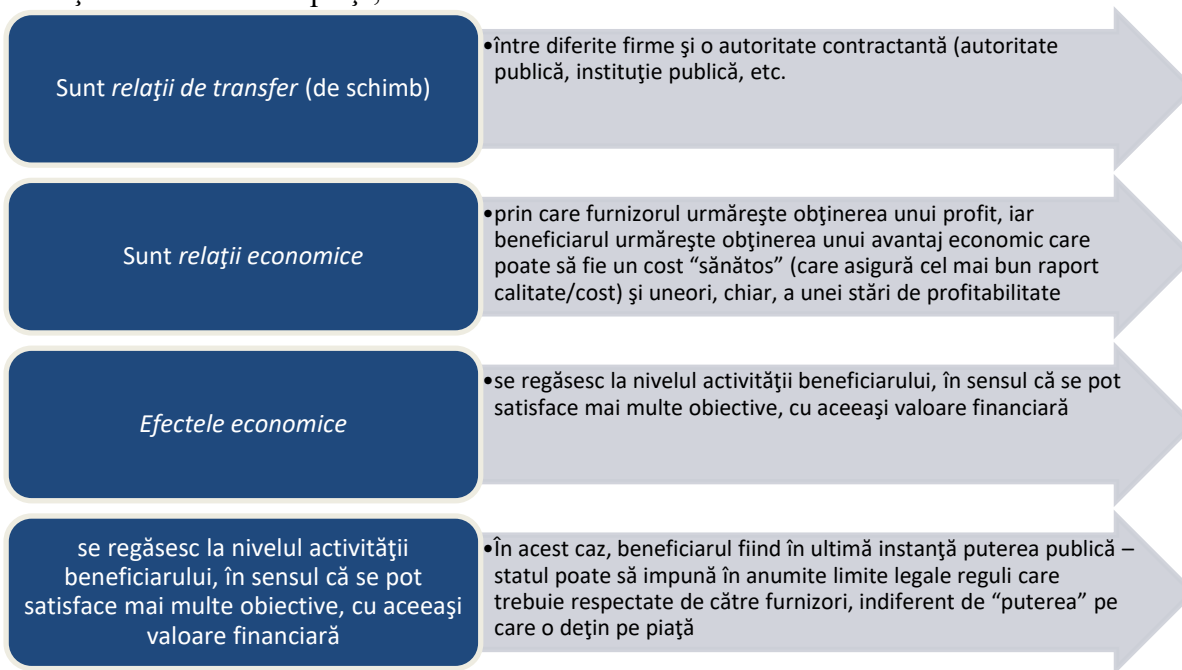 Sunt relaţii de transfer (de schimb)
•între diferite firme şi o autoritate contractantă (autoritate
publică, instituţie publică, etc.
Sunt relaţii economice
•prin care furnizorul urmăreşte obţinerea unui profit, iar
beneficiarul urmăreşte obţinerea unui avantaj economic care
poate să fie un cost “sănătos” (care asigură cel mai bun raport
calitate/cost) şi uneori, chiar, a unei stări de profitabilitate
Efectele economice
•se regăsesc la nivelul activităţii beneficiarului, în sensul că se pot
satisface mai multe obiective, cu aceeaşi valoare financiară
se regăsesc la nivelul activităţii
beneficiarului, în sensul că se pot
satisface mai multe obiective, cu aceeaşi
valoare financiară
•În acest caz, beneficiarul fiind în ultimă instanţă puterea publică –
statul poate să impună în anumite limite legale reguli care
trebuie respectate de către furnizori, indiferent de “puterea” pe
care o deţin pe piaţă